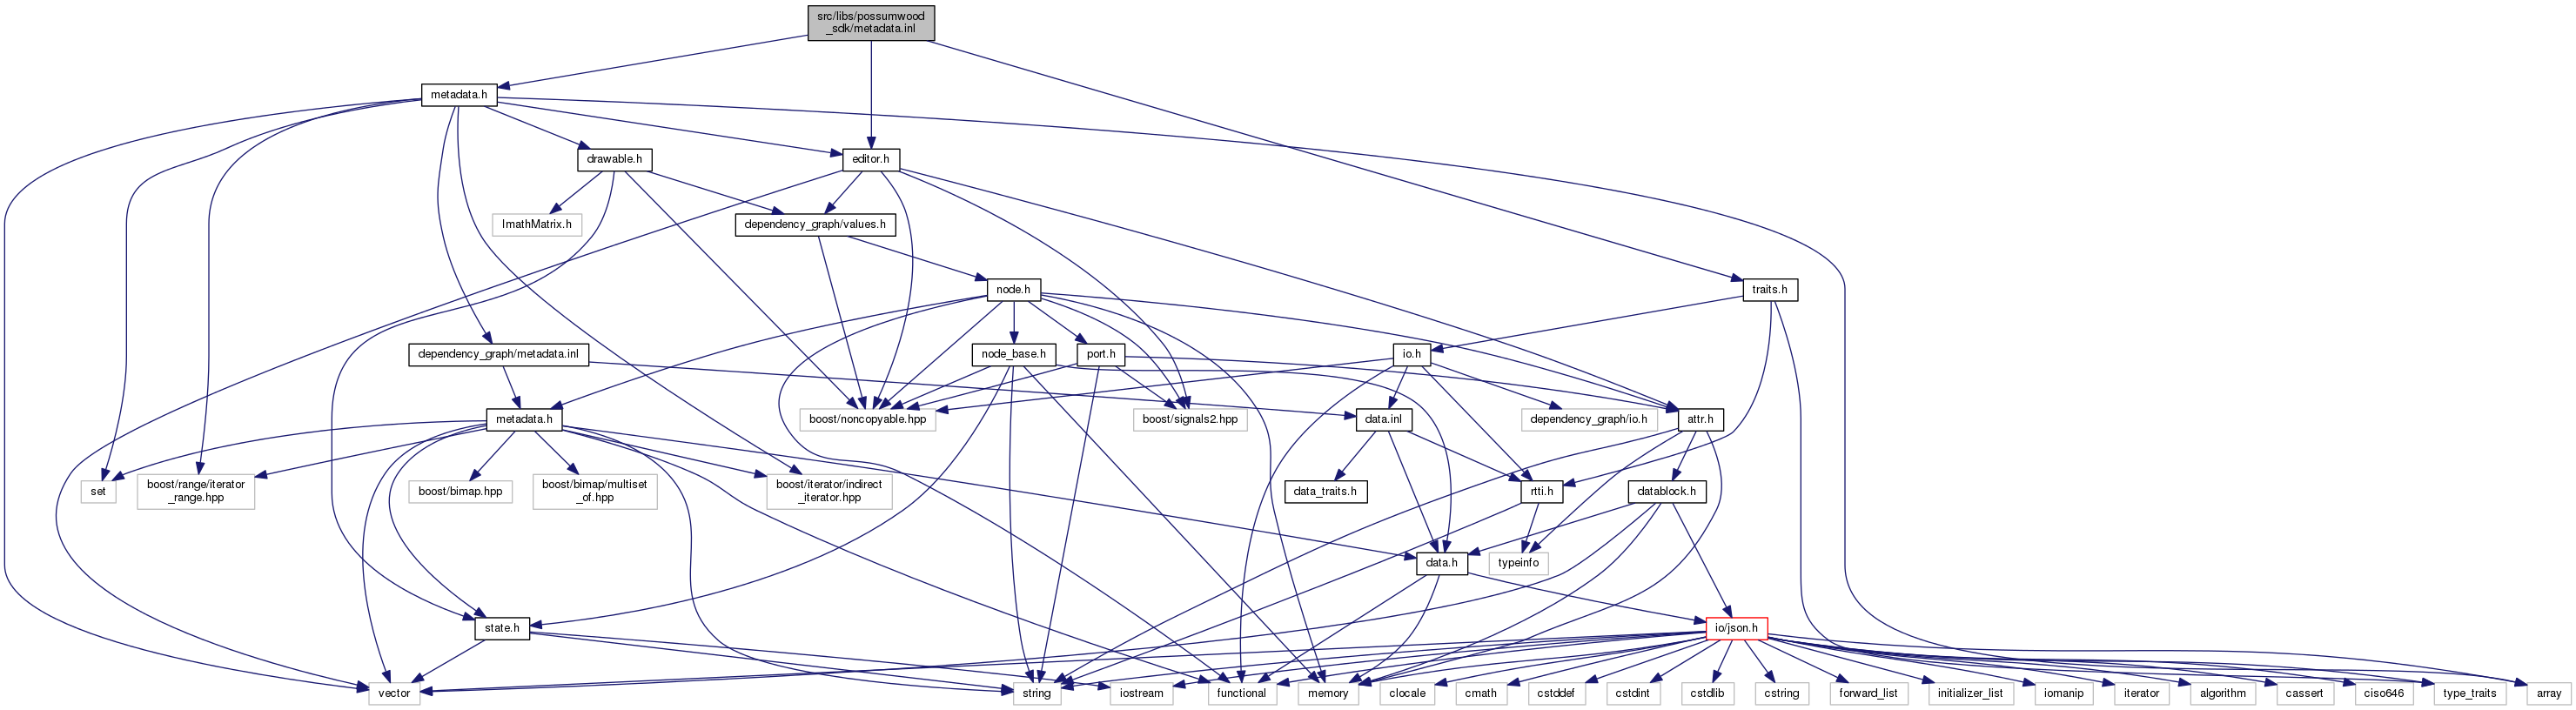 src/libs/possumwood
_sdk/metadata.inl
metadata.h
drawable.h
editor.h
ImathMatrix.h
dependency_graph/values.h
node.h
traits.h
dependency_graph/metadata.inl
node_base.h
port.h
io.h
metadata.h
boost/noncopyable.hpp
boost/signals2.hpp
data.inl
dependency_graph/io.h
attr.h
set
boost/range/iterator
_range.hpp
boost/bimap.hpp
boost/bimap/multiset
_of.hpp
boost/iterator/indirect
_iterator.hpp
data_traits.h
rtti.h
datablock.h
data.h
typeinfo
state.h
io/json.h
vector
string
iostream
functional
memory
clocale
cmath
cstddef
cstdint
cstdlib
cstring
forward_list
initializer_list
iomanip
iterator
algorithm
cassert
ciso646
type_traits
array